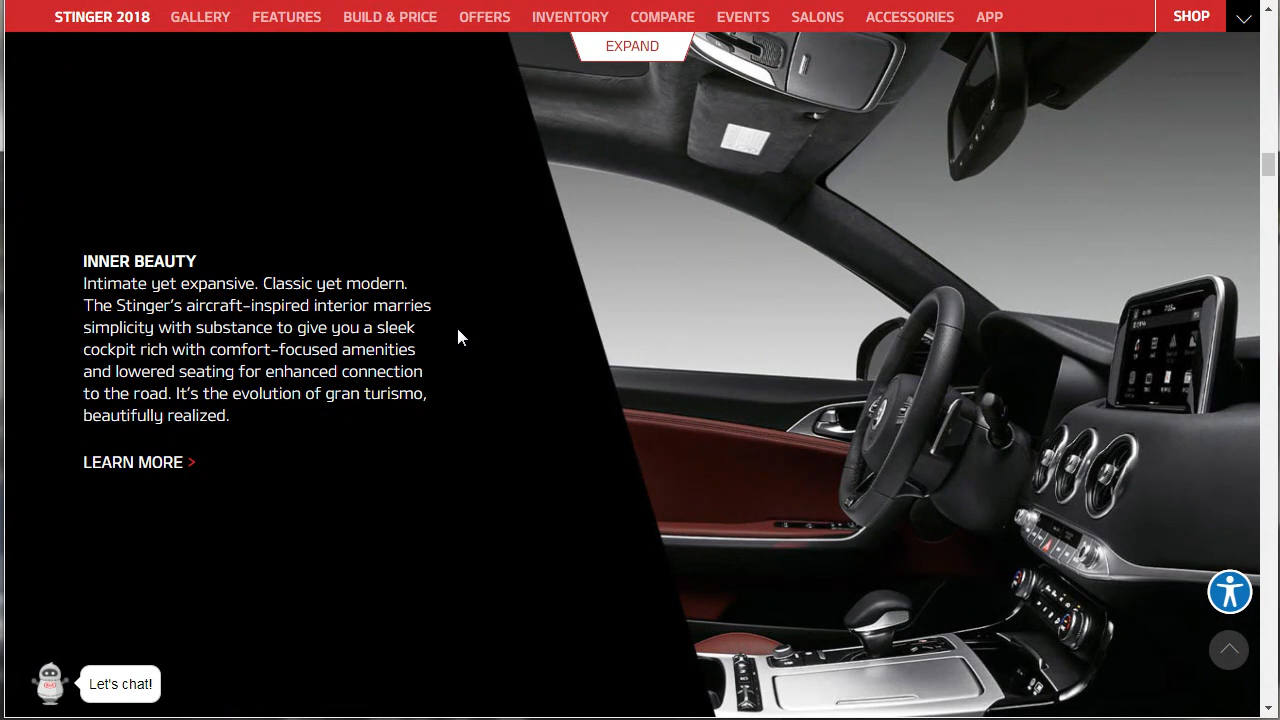 STINGER 2018 GALLERY FEATURES BUILD & PRICE OFFERS INVENTORY COMPARE EVENTS SALONS ACCESSORIES APP SHOP
EXPAND
INNER BEAUTY
Intimate yet expansive. Classic yet modern.
The Stinger's aircraft-inspired interior marries
simplicity with substance to give you a sleek
cockpit rich with comfort-focused amenities
and lowered seating for enhanced connection
to the road. It's the evolution of gran turismo,
beautifully realized.
LEARN MORE >
Let's chat!